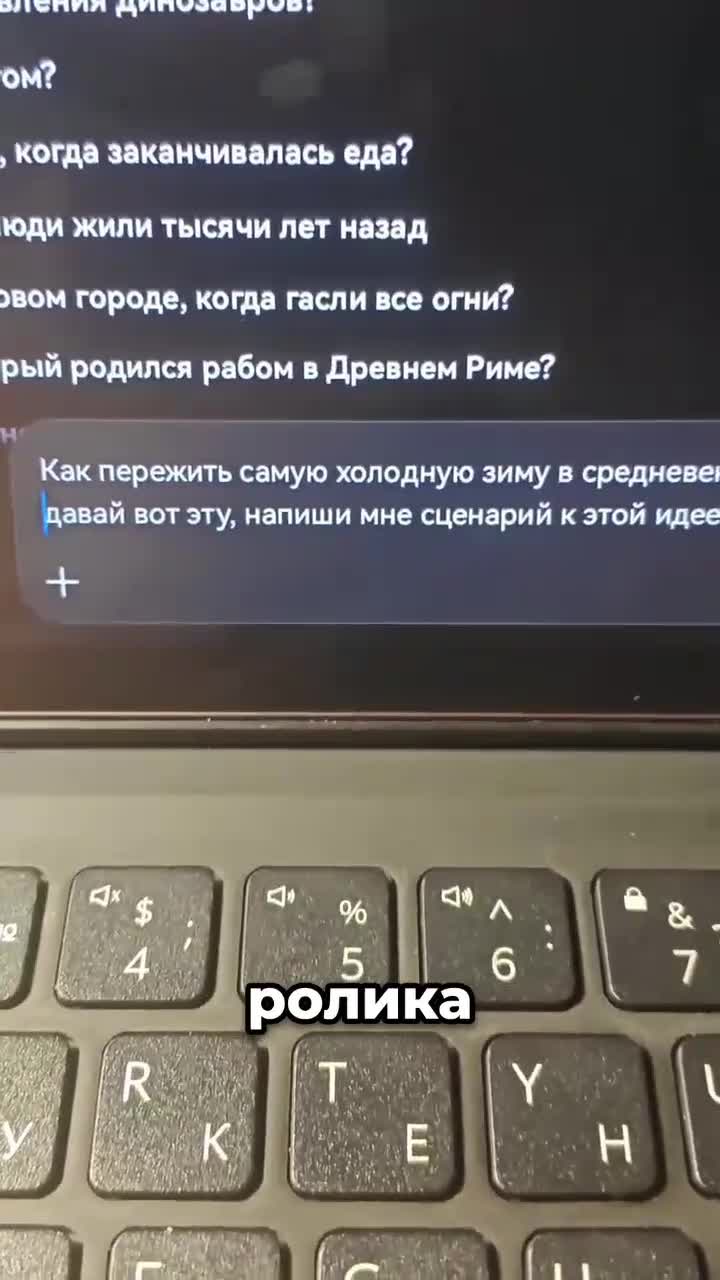 динозавров?
том?
, когда заканчивалась еда?
люди жили тысячи лет назад
овом городе, когда гасли все огни?
рый родился рабом в Древнем Риме?
Как пережить самую холодную зиму в средневек
давай вот эту, напиши мне сценарий к этой идее
+
$ % ^ &
4 ; 5 6 : 7
ролика
R T Y U
У К Е Н